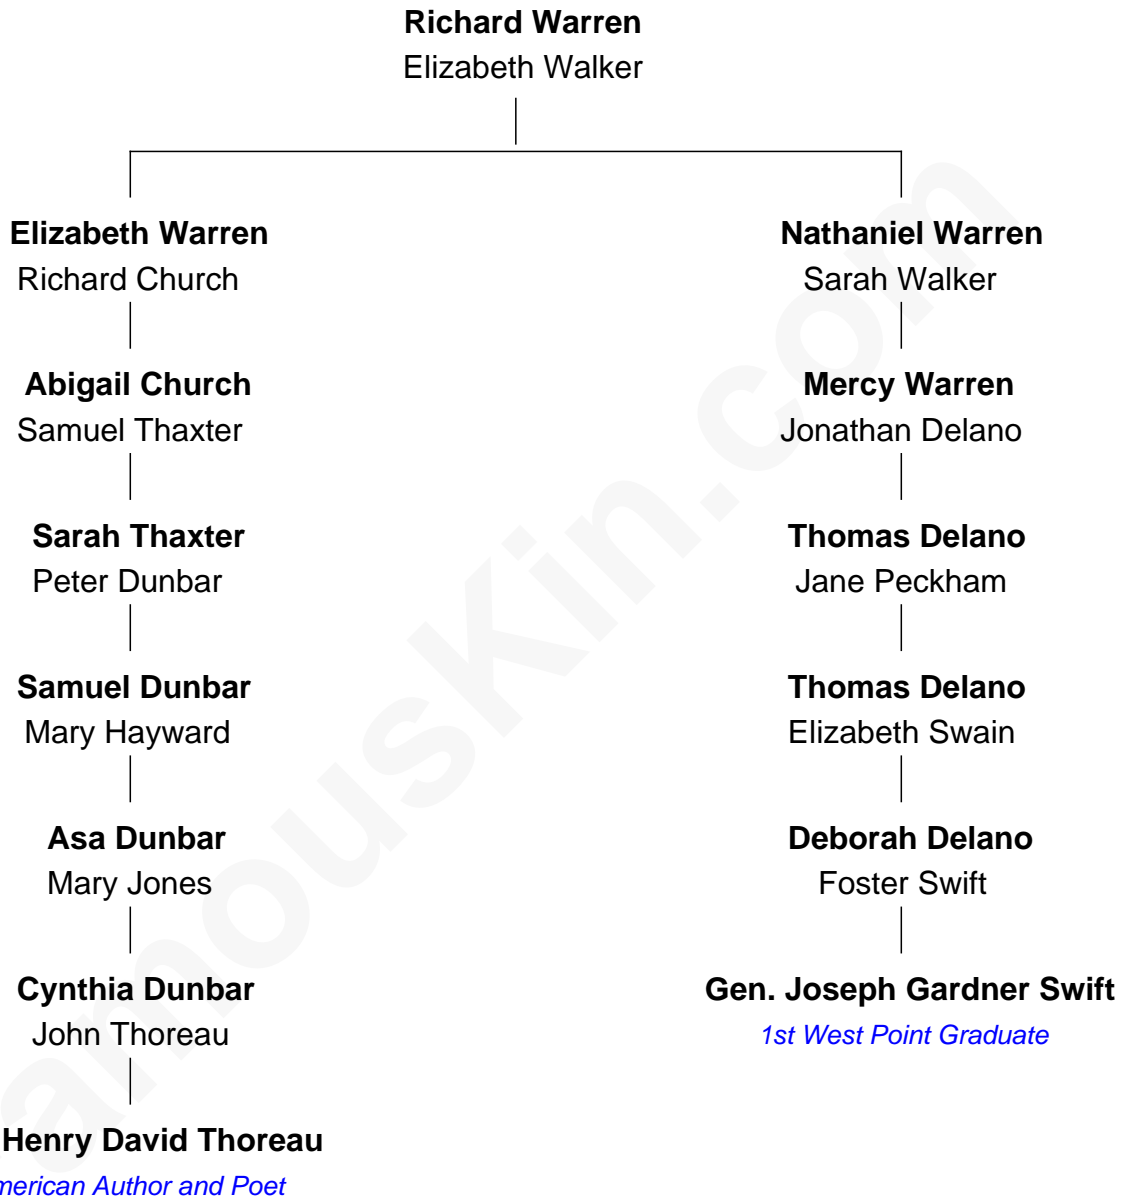 Richard Warren
Elizabeth Walker
Elizabeth Warren
Richard Church
Nathaniel Warren
Sarah Walker
Abigail Church
Samuel Thaxter
Mercy Warren
Jonathan Delano
Sarah Thaxter
Peter Dunbar
Thomas Delano
Jane Peckham
Samuel Dunbar
Mary Hayward
Thomas Delano
Elizabeth Swain
Asa Dunbar
Mary Jones
Deborah Delano
Foster Swift
Cynthia Dunbar
John Thoreau
Gen. Joseph Gardner Swift
1st West Point Graduate
Henry David Thoreau
merican Author and Poet
amouskin.com